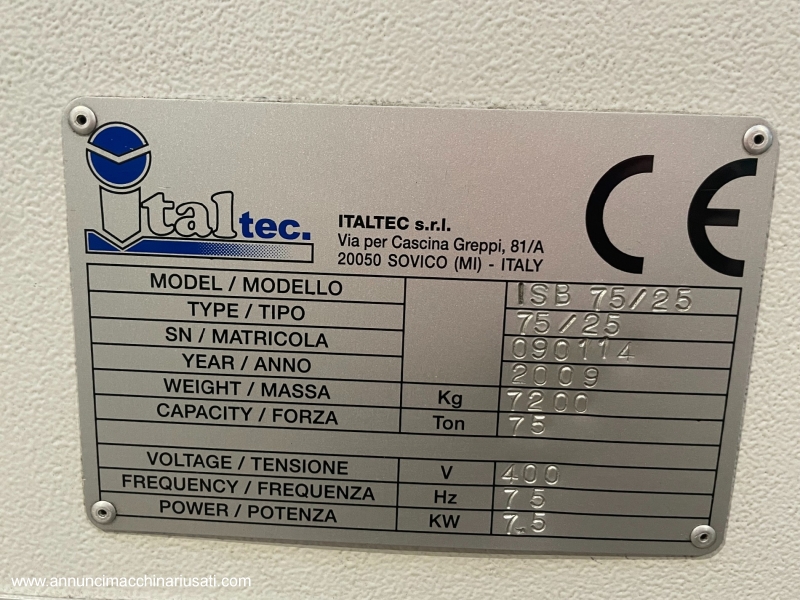 italtec.
ITALTEC s.r.l.
Via per Cascina Greppi, 81/A
20050 SOVICO (MI) - ITALY
CE
MODEL / MODELLO ISB 75/25
TYPE / TIPO 75/25
SN / MATRICOLA 090114
YEAR / ANNO 2009
WEIGHT / MASSA Kg 7200
CAPACITY / FORZA Ton 75
VOLTAGE / TENSIONE V 400
FREQUENCY / FREQUENZA Hz 75
POWER / POTENZA KW 7.5
www.annuncimacchinariusati.com